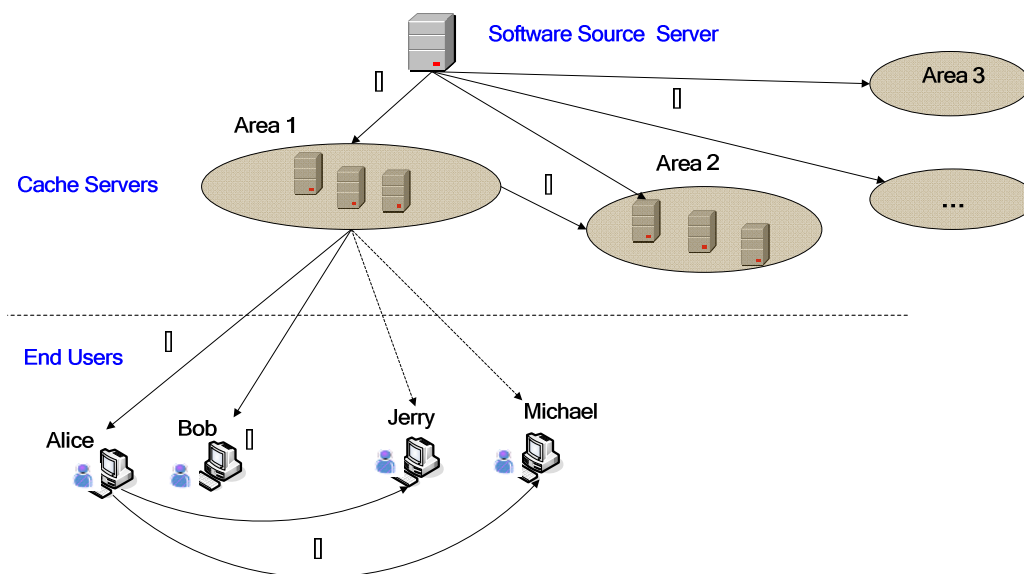 Software Source Server
Area 3
Area 1
Area 2
Cache Servers
...
End Users
Alice
Bob
Jerry
Michael